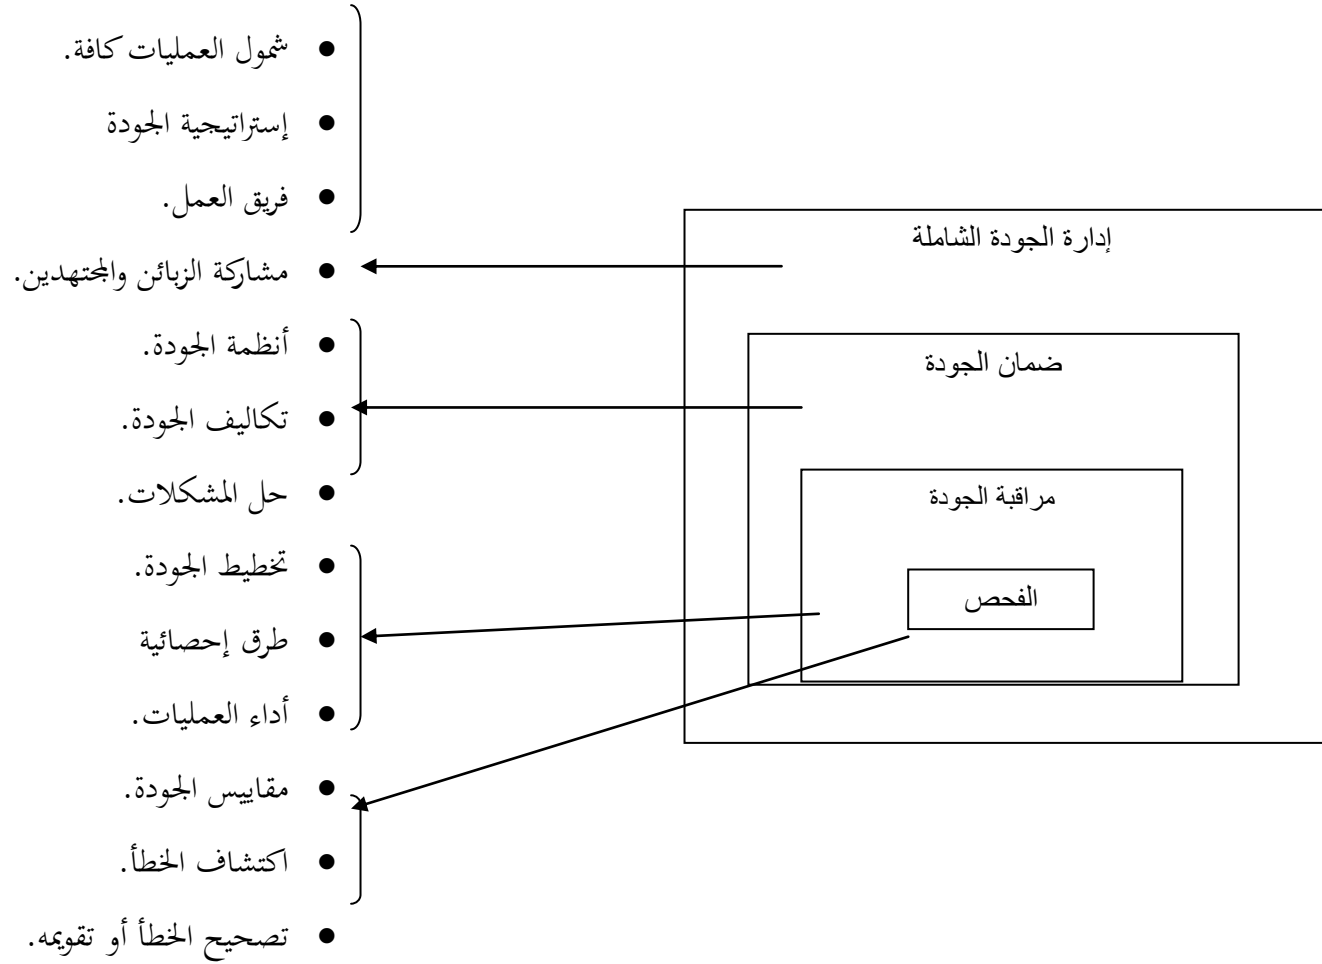 شمول العمليات كافة.
إستراتيجية الجودة
فريق العمل.
مشاركة الزبائن والمجتهدين.
أنظمة الجودة.
تكاليف الجودة.
حل المشكلات.
تخطيط الجودة.
طرق إحصائية
أداء العمليات.
مقاييس الجودة.
اكتشاف الخطأ.
تصحيح الخطأ أو تقويمه.
إدارة الجودة الشاملة
ضمان الجودة
مراقبة الجودة
الفحص